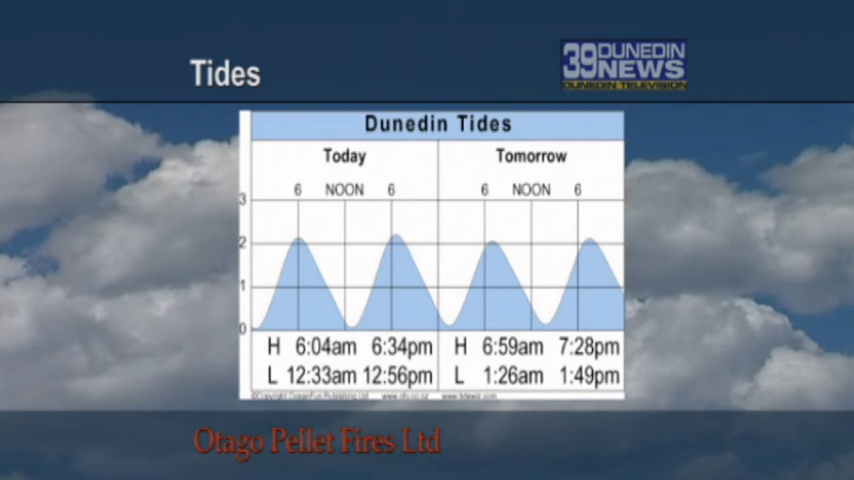 Tides
39 DUNEDIN
NEWS
DUNEDIN TELEVISION
Dunedin Tides
Today Tomorrow
6 NOON 6 6 NOON 6
3
2
1
0
H 6:04am 6:34pm H 6:59am 7:28pm
L 12:33am 12:56pm L 1:26am 1:49pm
Otago Pellet Fires Ltd